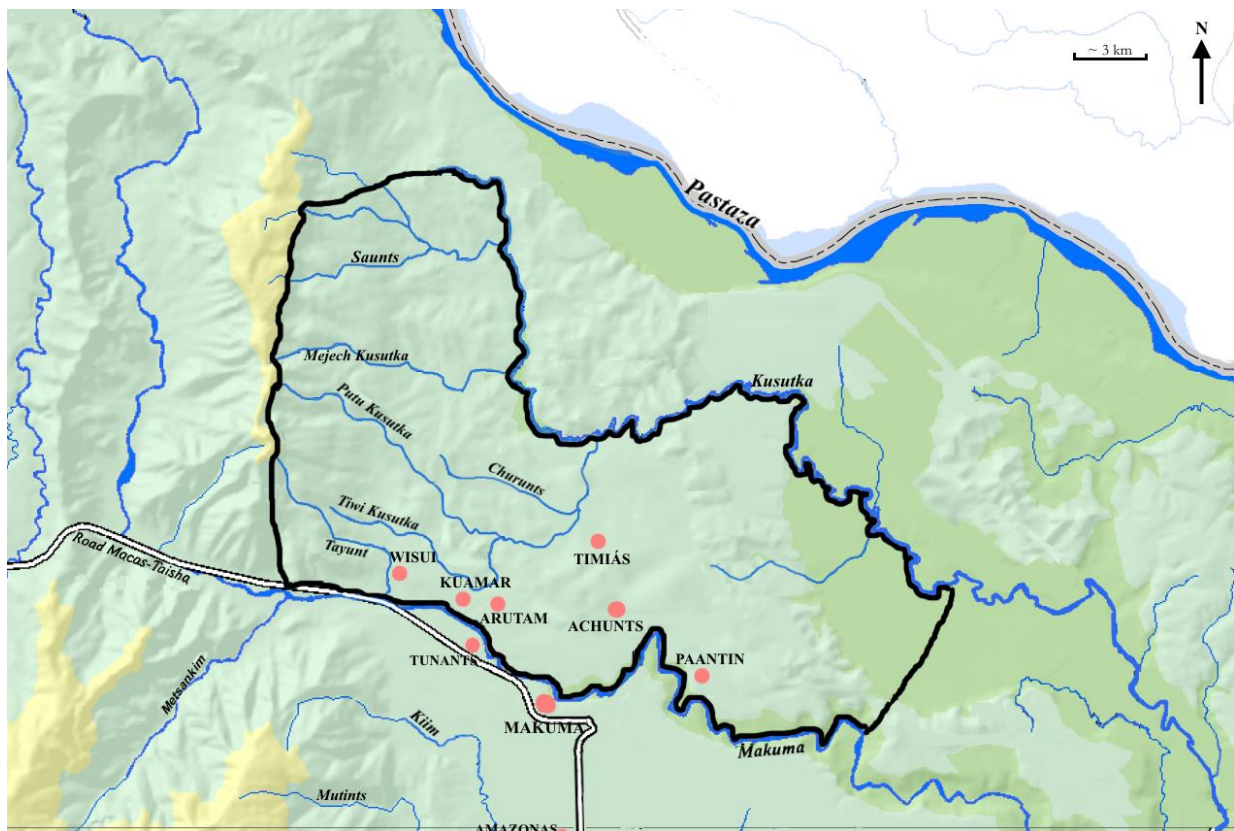 N
~ 3 km
Pastaza
Saunts
Mejech Kusutka
Kusutka
Putu Kusutka
Churunts
Tiwi Kusutka
Road Macas-Taisha
Tayunt
WISUI
TIMIÁS
KUAMAR
ARUTAM
ACHUNTS
TUNANTS
PAANTIN
Metsankim
MAKUMA
Kiim
Makuma
Mutints
AMAZONAS